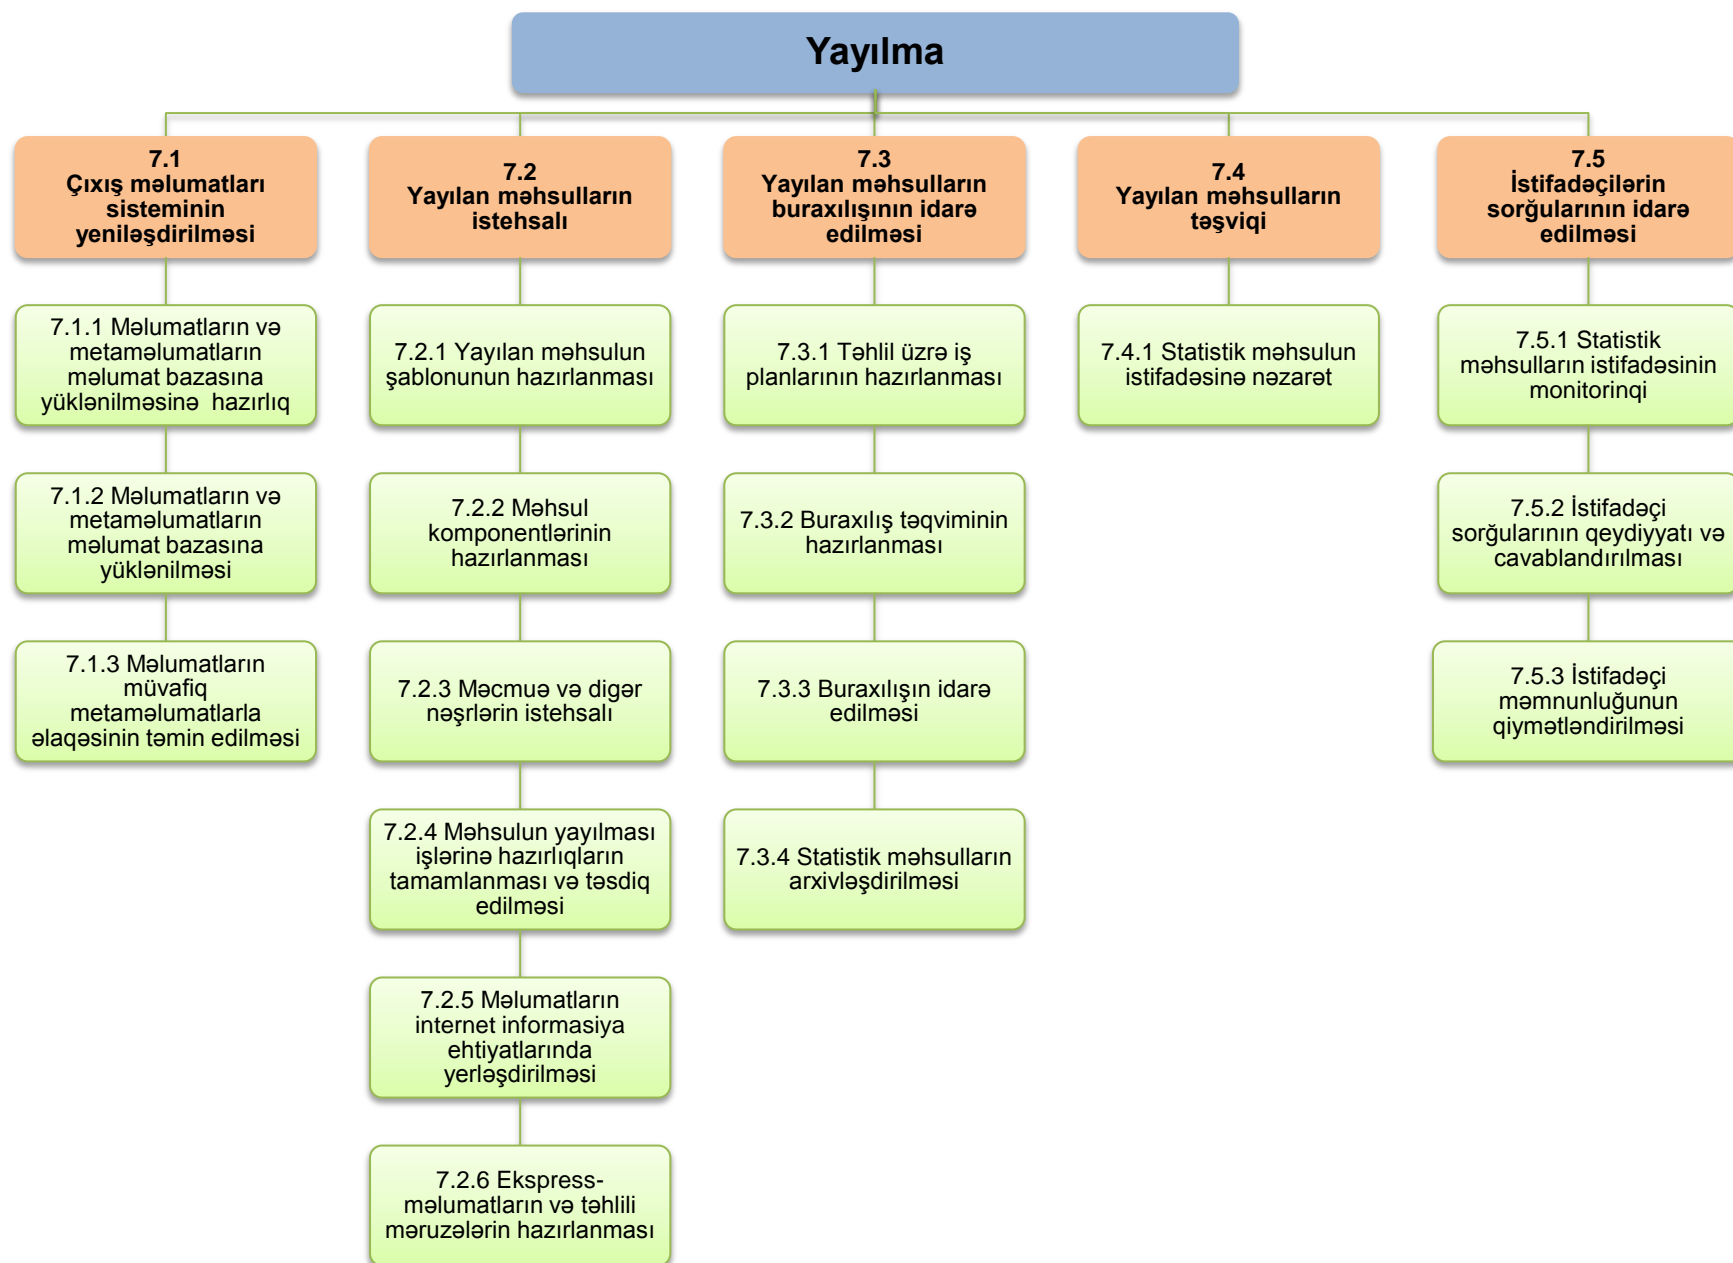 Yayılma
7.1
Çıxış məlumatları
sisteminin
yeniləşdirilməsi
7.1.1 Məlumatların və
metaməlumatların
məlumat bazasına
yüklənilməsinə  hazırlıq
7.1.2 Məlumatların və
metaməlumatların
məlumat bazasına
yüklənilməsi
7.1.3 Məlumatların
müvafiq
metaməlumatlarla
əlaqəsinin təmin edilməsi
7.2
Yayılan məhsulların
istehsalı
7.2.1 Yayılan məhsulun
şablonunun hazırlanması
7.2.2 Məhsul
komponentlərinin
hazırlanması
7.2.3 Məcmuə və digər
nəşrlərin istehsalı
7.2.4 Məhsulun yayılması
işlərinə hazırlıqların
tamamlanması və təsdiq
edilməsi
7.2.5 Məlumatların
internet informasiya
ehtiyatlarında
yerləşdirilməsi
7.2.6 Ekspress-
məlumatların və təhlili
məruzələrin hazırlanması
7.3
Yayılan məhsulların
buraxılışının idarə
edilməsi
7.3.1 Təhlil üzrə iş
planlarının hazırlanması
7.3.2 Buraxılış təqviminin
hazırlanması
7.3.3 Buraxılışın idarə
edilməsi
7.3.4 Statistik məhsulların
arxivləşdirilməsi
7.4
Yayılan məhsulların
təşviqi
7.4.1 Statistik məhsulun
istifadəsinə nəzarət
7.5
İstifadəçilərin
sorğularının idarə
edilməsi
7.5.1 Statistik
məhsulların istifadəsinin
monitorinqi
7.5.2 İstifadəçi
sorğularının qeydiyyatı və
cavablandırılması
7.5.3 İstifadəçi
məmnunluğunun
qiymətləndirilməsi